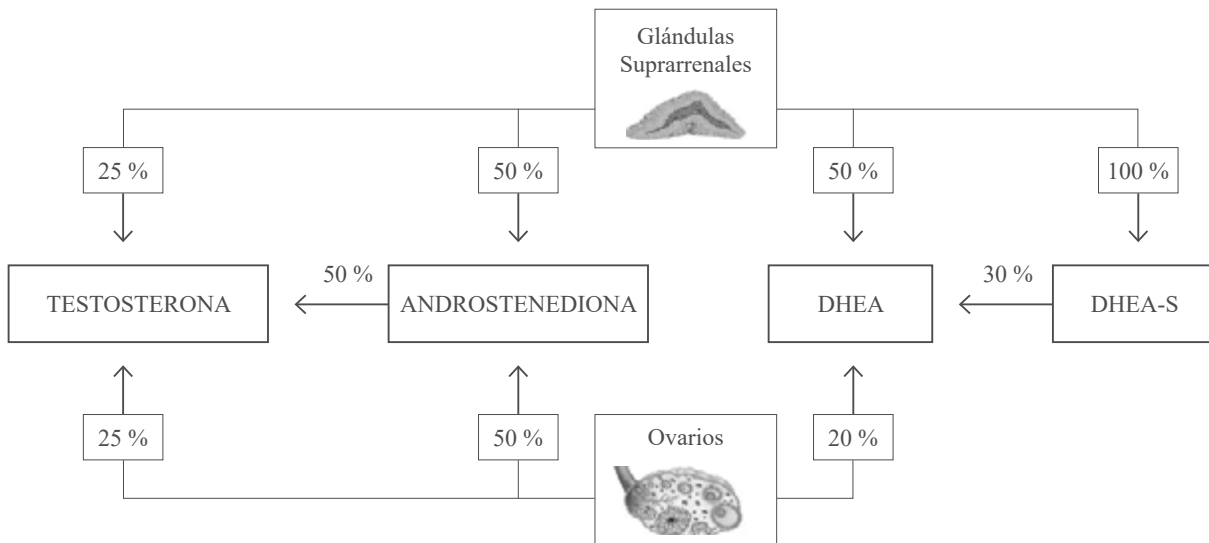 Glándulas
Suprarrenales
25 %
50 %
50 %
100 %
50 %
30 %
TESTOSTERONA
ANDROSTENEDIONA
DHEA
DHEA-S
25 %
50 %
Ovarios
20 %